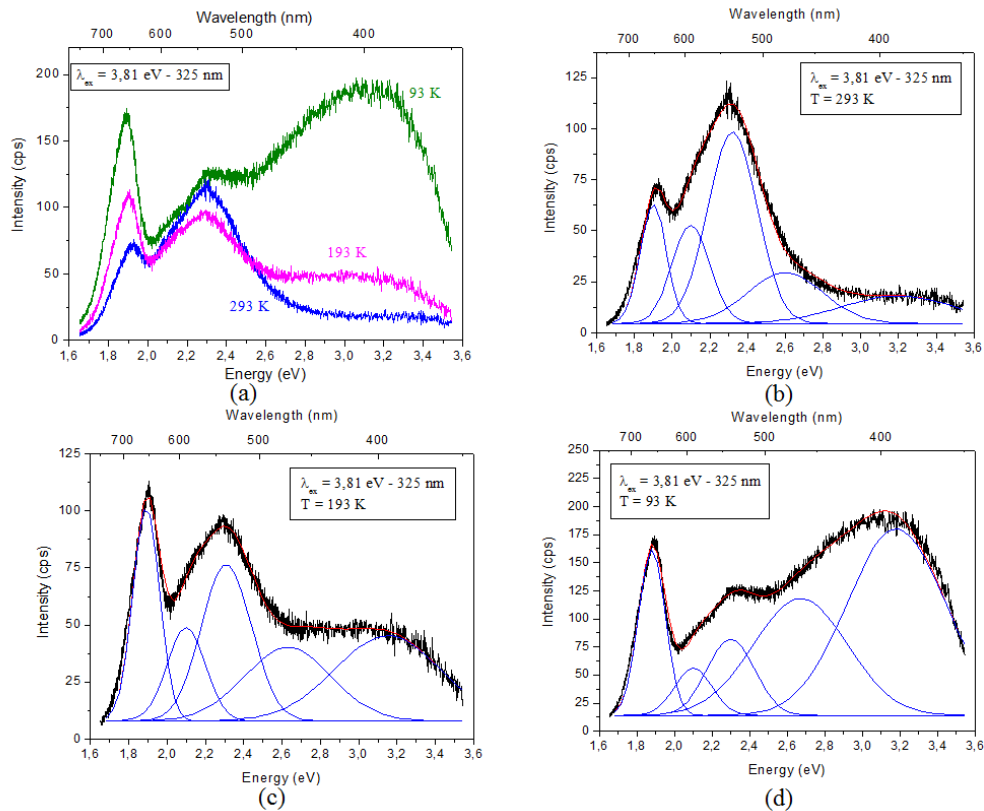 Wavelength (nm)
700 600 500 400
λex = 3,81 eV - 325 nm
93 K
193 K
293 K
Intensity (cps)
200
150
100
50
0
1,6 1,8 2,0 2,2 2,4 2,6 2,8 3,0 3,2 3,4 3,6
Energy (eV)
(a)
Wavelength (nm)
700 600 500 400
λex = 3,81 eV - 325 nm
T = 293 K
Intensity (cps)
125
100
75
50
25
0
1,6 1,8 2,0 2,2 2,4 2,6 2,8 3,0 3,2 3,4 3,6
Energy (eV)
(b)
Wavelength (nm)
700 600 500 400
λex = 3,81 eV - 325 nm
T = 193 K
Intensity (cps)
125
100
75
50
25
0
1,6 1,8 2,0 2,2 2,4 2,6 2,8 3,0 3,2 3,4 3,6
Energy (eV)
(c)
Wavelength (nm)
700 600 500 400
λex = 3,81 eV - 325 nm
T = 93 K
Intensity (cps)
250
225
200
175
150
125
100
75
50
25
0
1,6 1,8 2,0 2,2 2,4 2,6 2,8 3,0 3,2 3,4 3,6
Energy (eV)
(d)